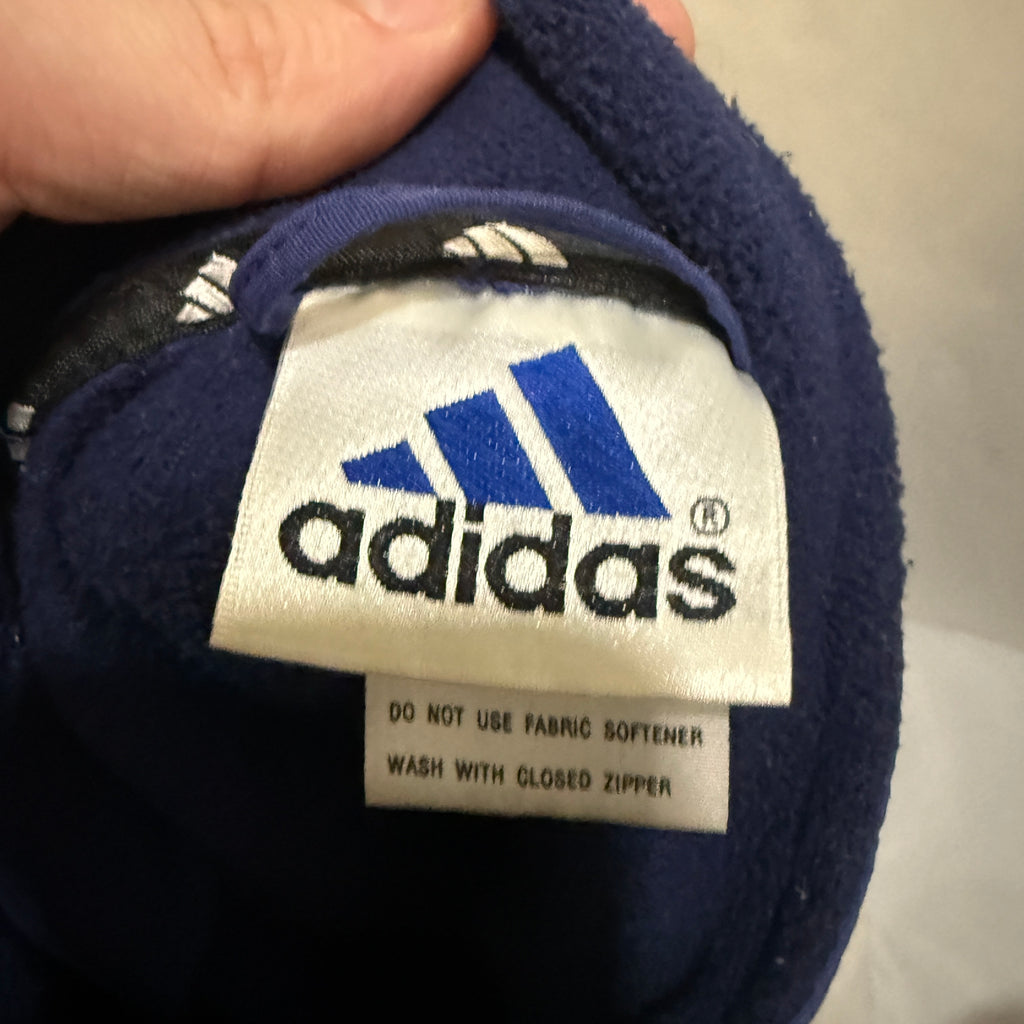 adidas®
DO NOT USE FABRIC SOFTENER
WASH WITH CLOSED ZIPPER